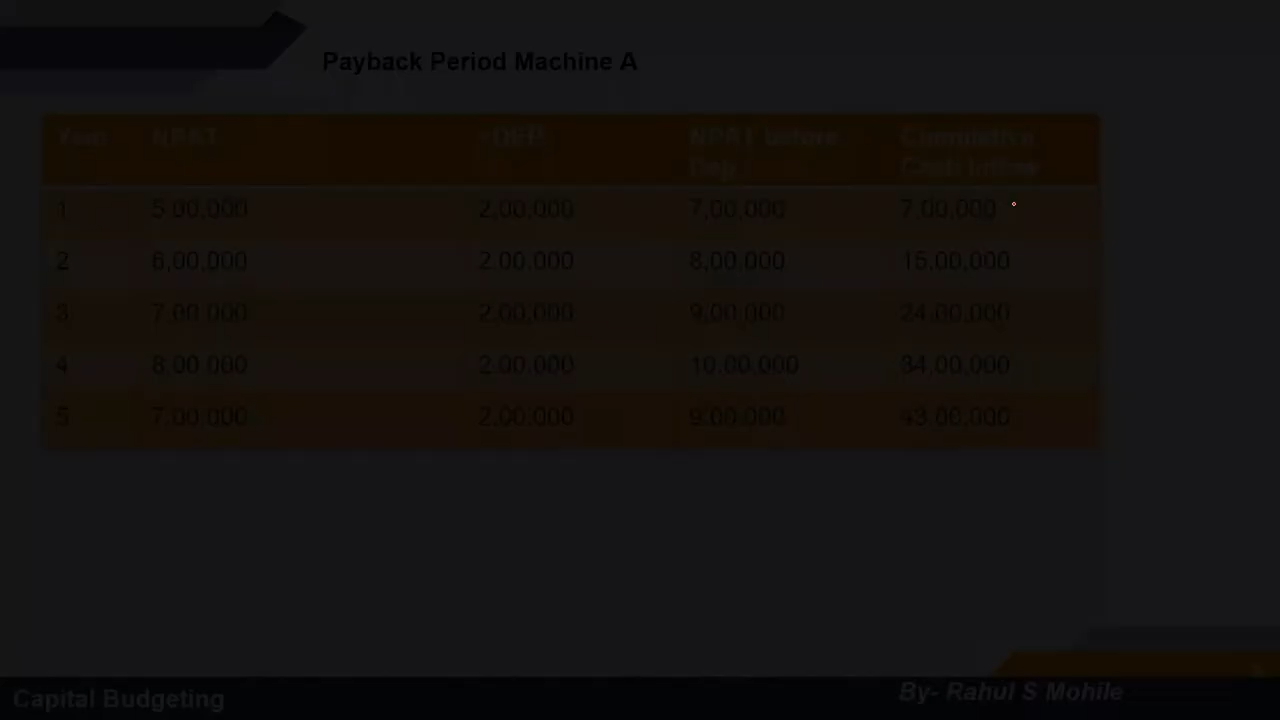 Payback Period Machine A
Year NPAT +DEP NPAT before Cummulative
Dep. Cash Inflow
1 5,00,000 2,00,000 7,00,000 7,00,000
2 6,00,000 2,00,000 8,00,000 15,00,000
3 7,00,000 2,00,000 9,00,000 24,00,000
4 8,00,000 2,00,000 10,00,000 34,00,000
5 7,00,000 2,00,000 9,00,000 43,00,000
Capital Budgeting
By- Rahul S Mohile